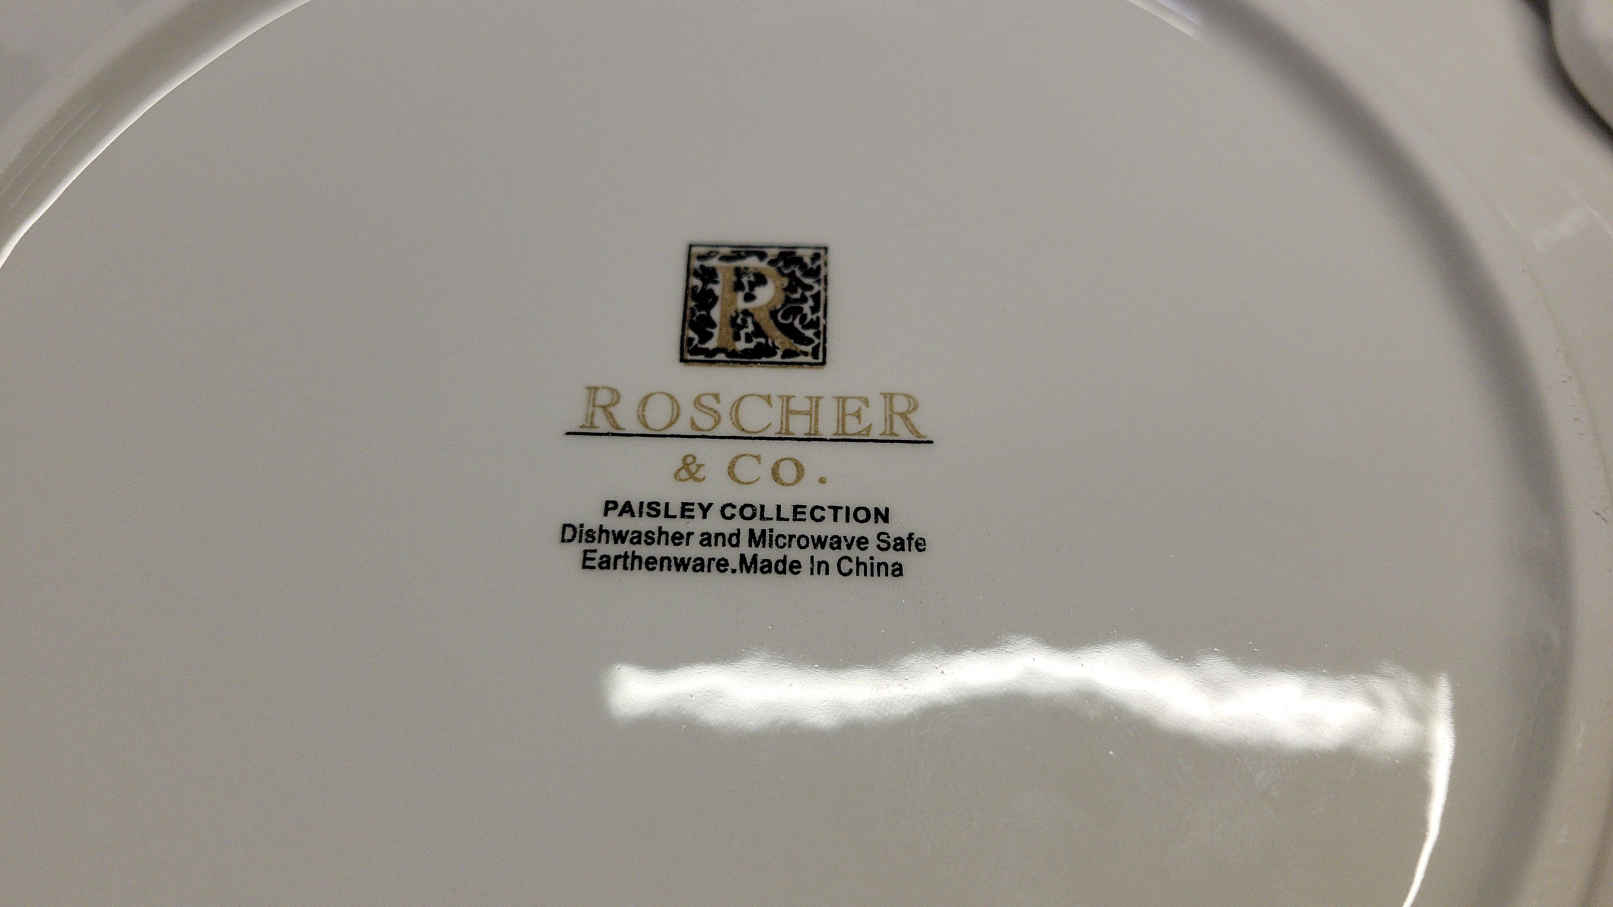 R
ROSCHER
& CO.
PAISLEY COLLECTION
Dishwasher and Microwave Safe
Earthenware.Made In China